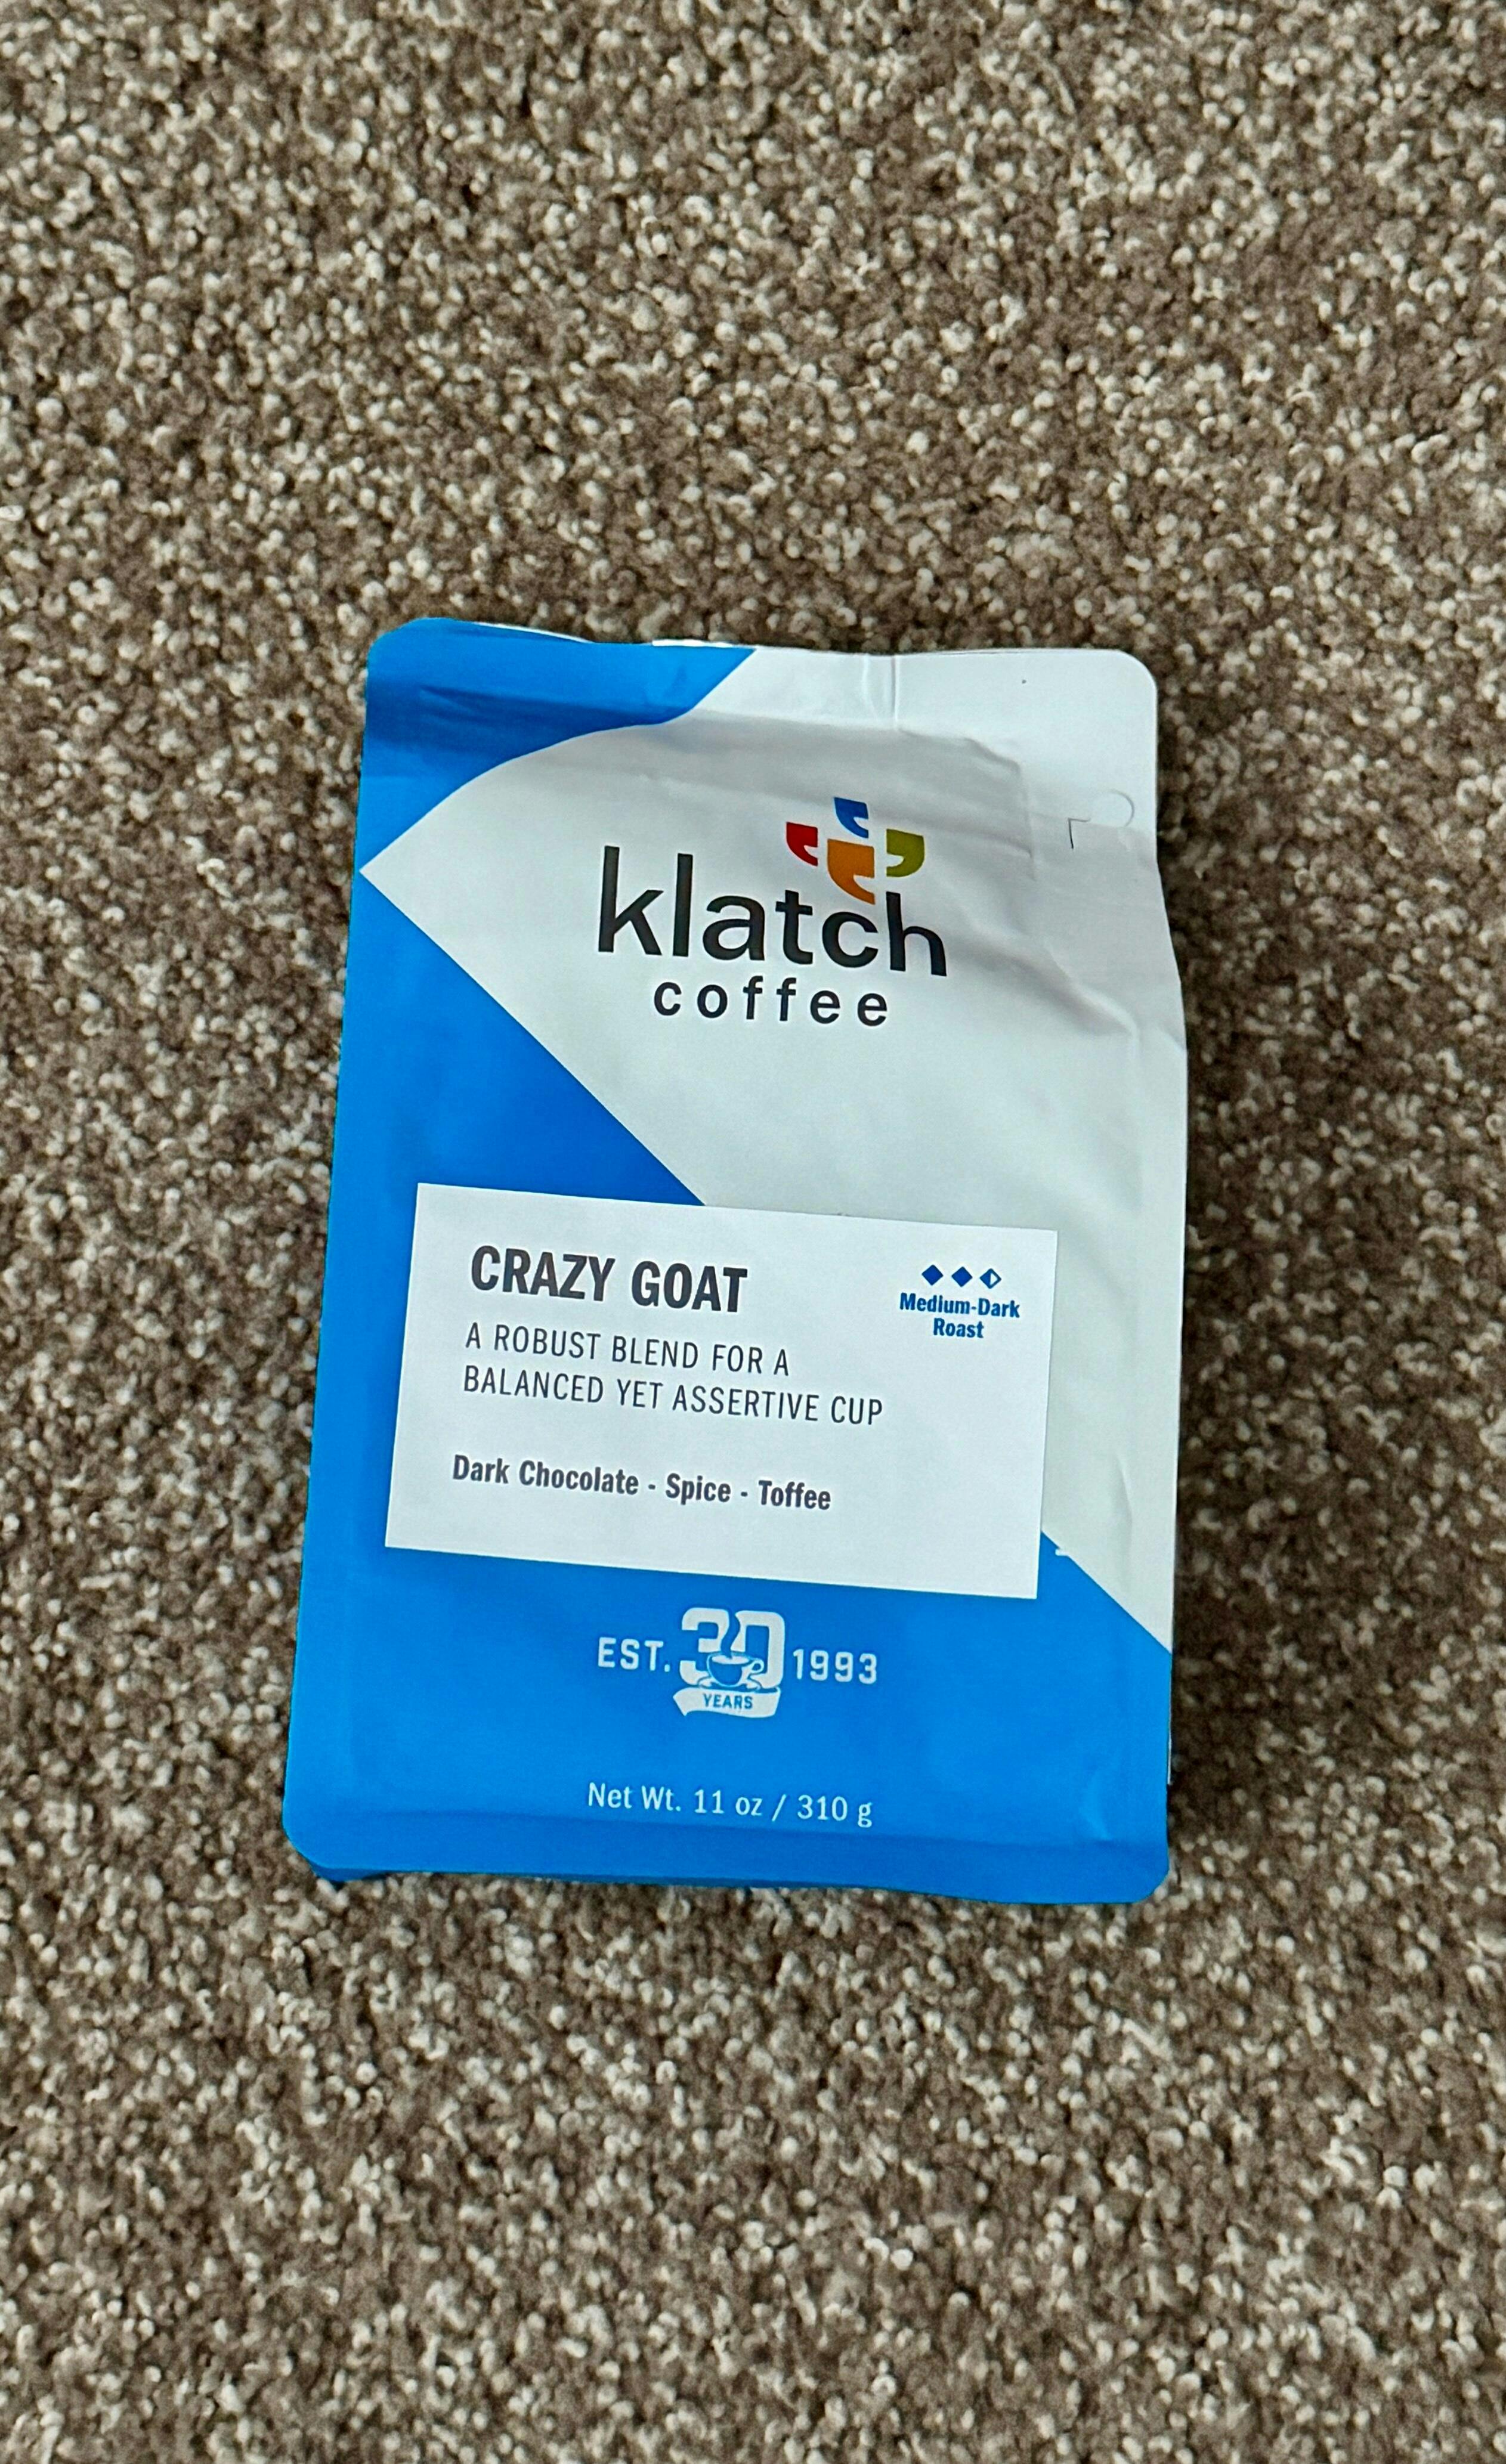 klatch
coffee
CRAZY GOAT
Medium-Dark
Roast
A ROBUST BLEND FOR A
BALANCED YET ASSERTIVE CUP
Dark Chocolate - Spice - Toffee
EST. 30 1993
YEARS
Net Wt. 11 oz / 310 g